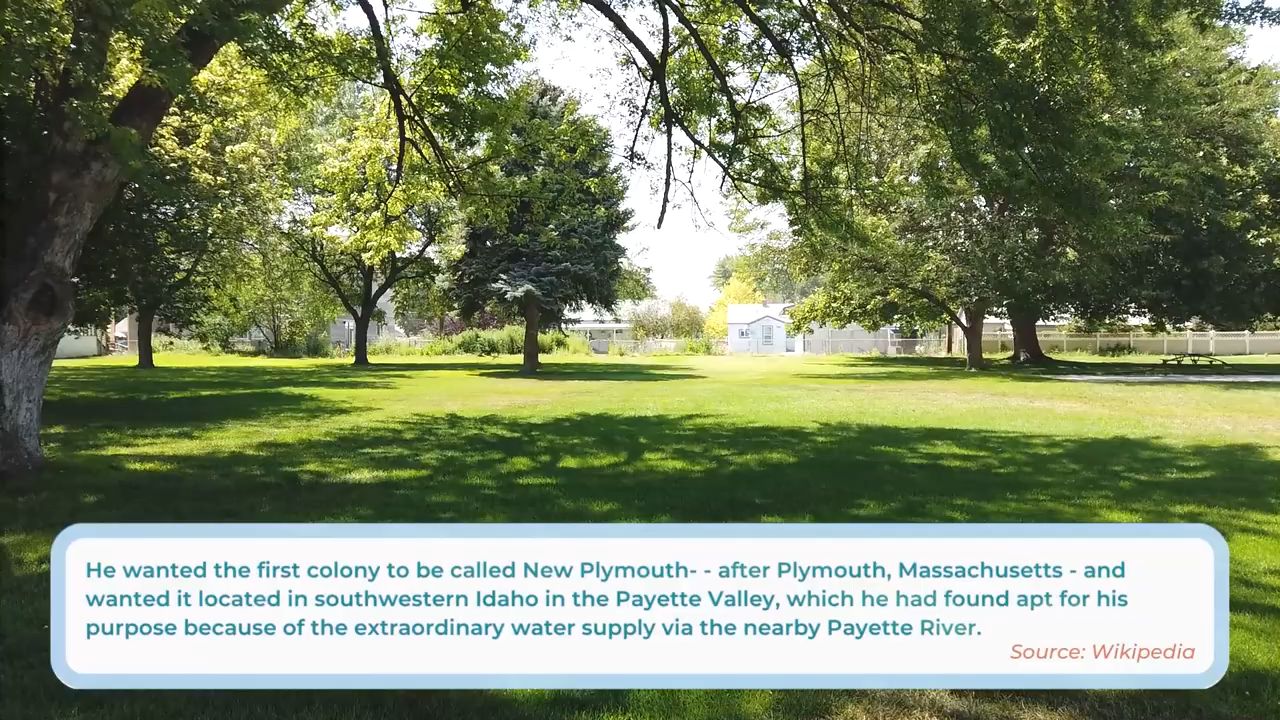 He wanted the first colony to be called New Plymouth- - after Plymouth, Massachusetts - and
wanted it located in southwestern Idaho in the Payette Valley, which he had found apt for his
purpose because of the extraordinary water supply via the nearby Payette River.
Source: Wikipedia